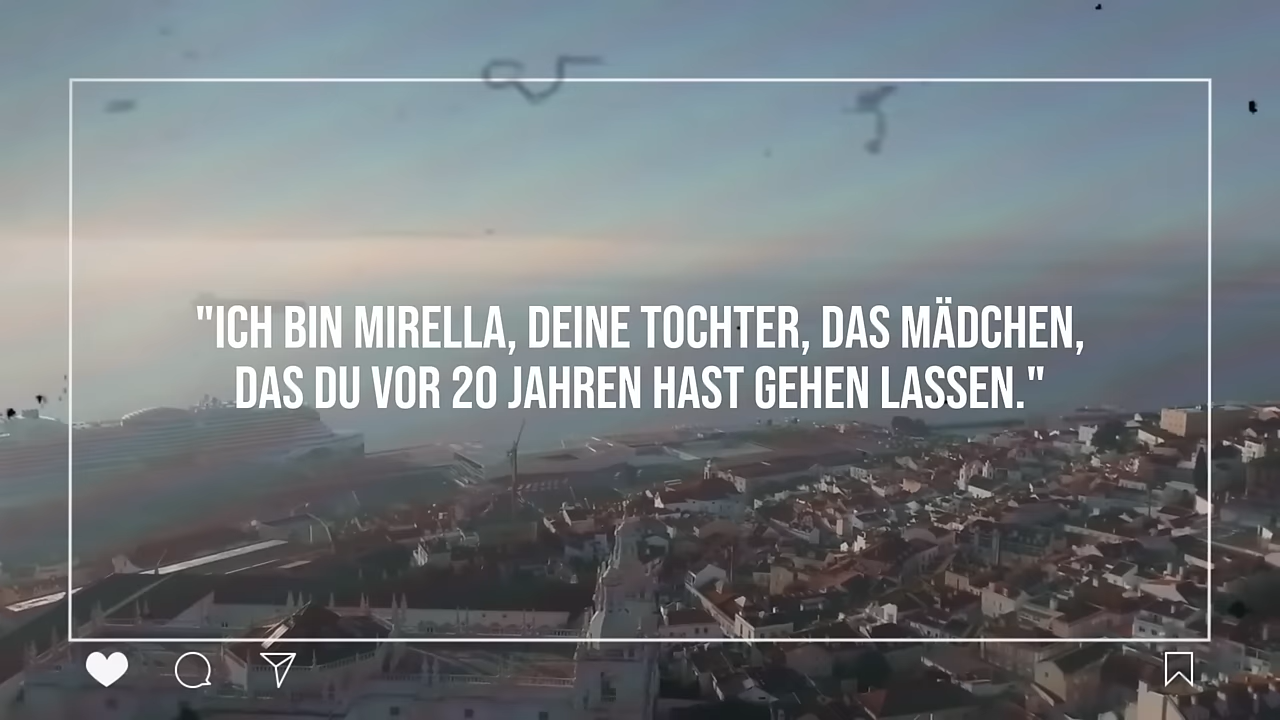 "ICH BIN MIRELLA, DEINE TOCHTER, DAS MÄDCHEN,
DAS DU VOR 20 JAHREN HAST GEHEN LASSEN."